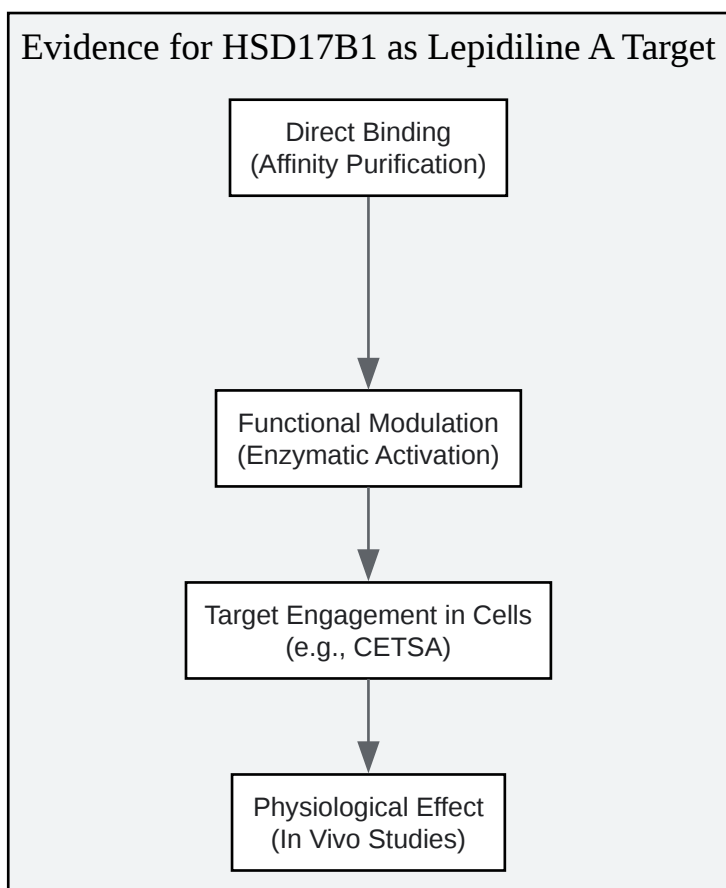 Evidence for HSD17B1 as Lepidiline A Target
Direct Binding
(Affinity Purification)
Functional Modulation
(Enzymatic Activation)
Target Engagement in Cells
(e.g., CETSA)
Physiological Effect
(In Vivo Studies)